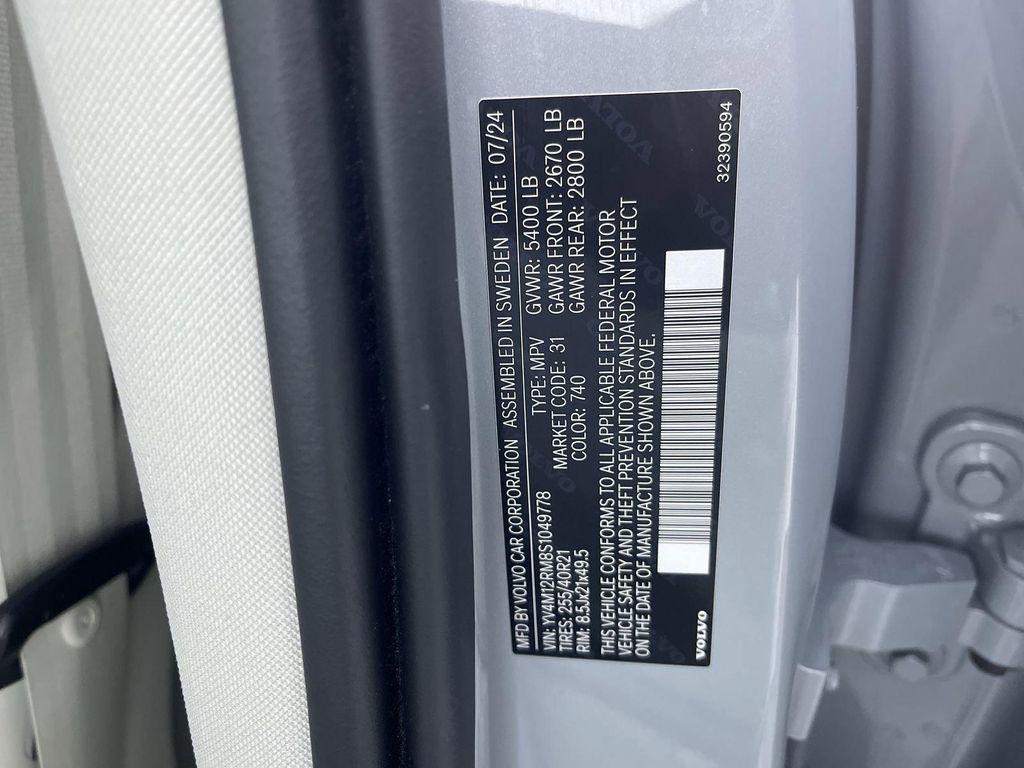 MFD BY VOLVO CAR CORPORATION ASSEMBLED IN SWEDEN DATE: 07/24
VIN: YV4M12RM8S1049778 TYPE: MPV GVWR: 5400 LB
TIRES: 255/40R21 MARKET CODE: 31 GAWR FRONT: 2670 LB
RIM: 8.5Jx21x49.5 COLOR: 740 GAWR REAR: 2800 LB
THIS VEHICLE CONFORMS TO ALL APPLICABLE FEDERAL MOTOR
VEHICLE SAFETY AND THEFT PREVENTION STANDARDS IN EFFECT
ON THE DATE OF MANUFACTURE SHOWN ABOVE.
VOLVO 32390594